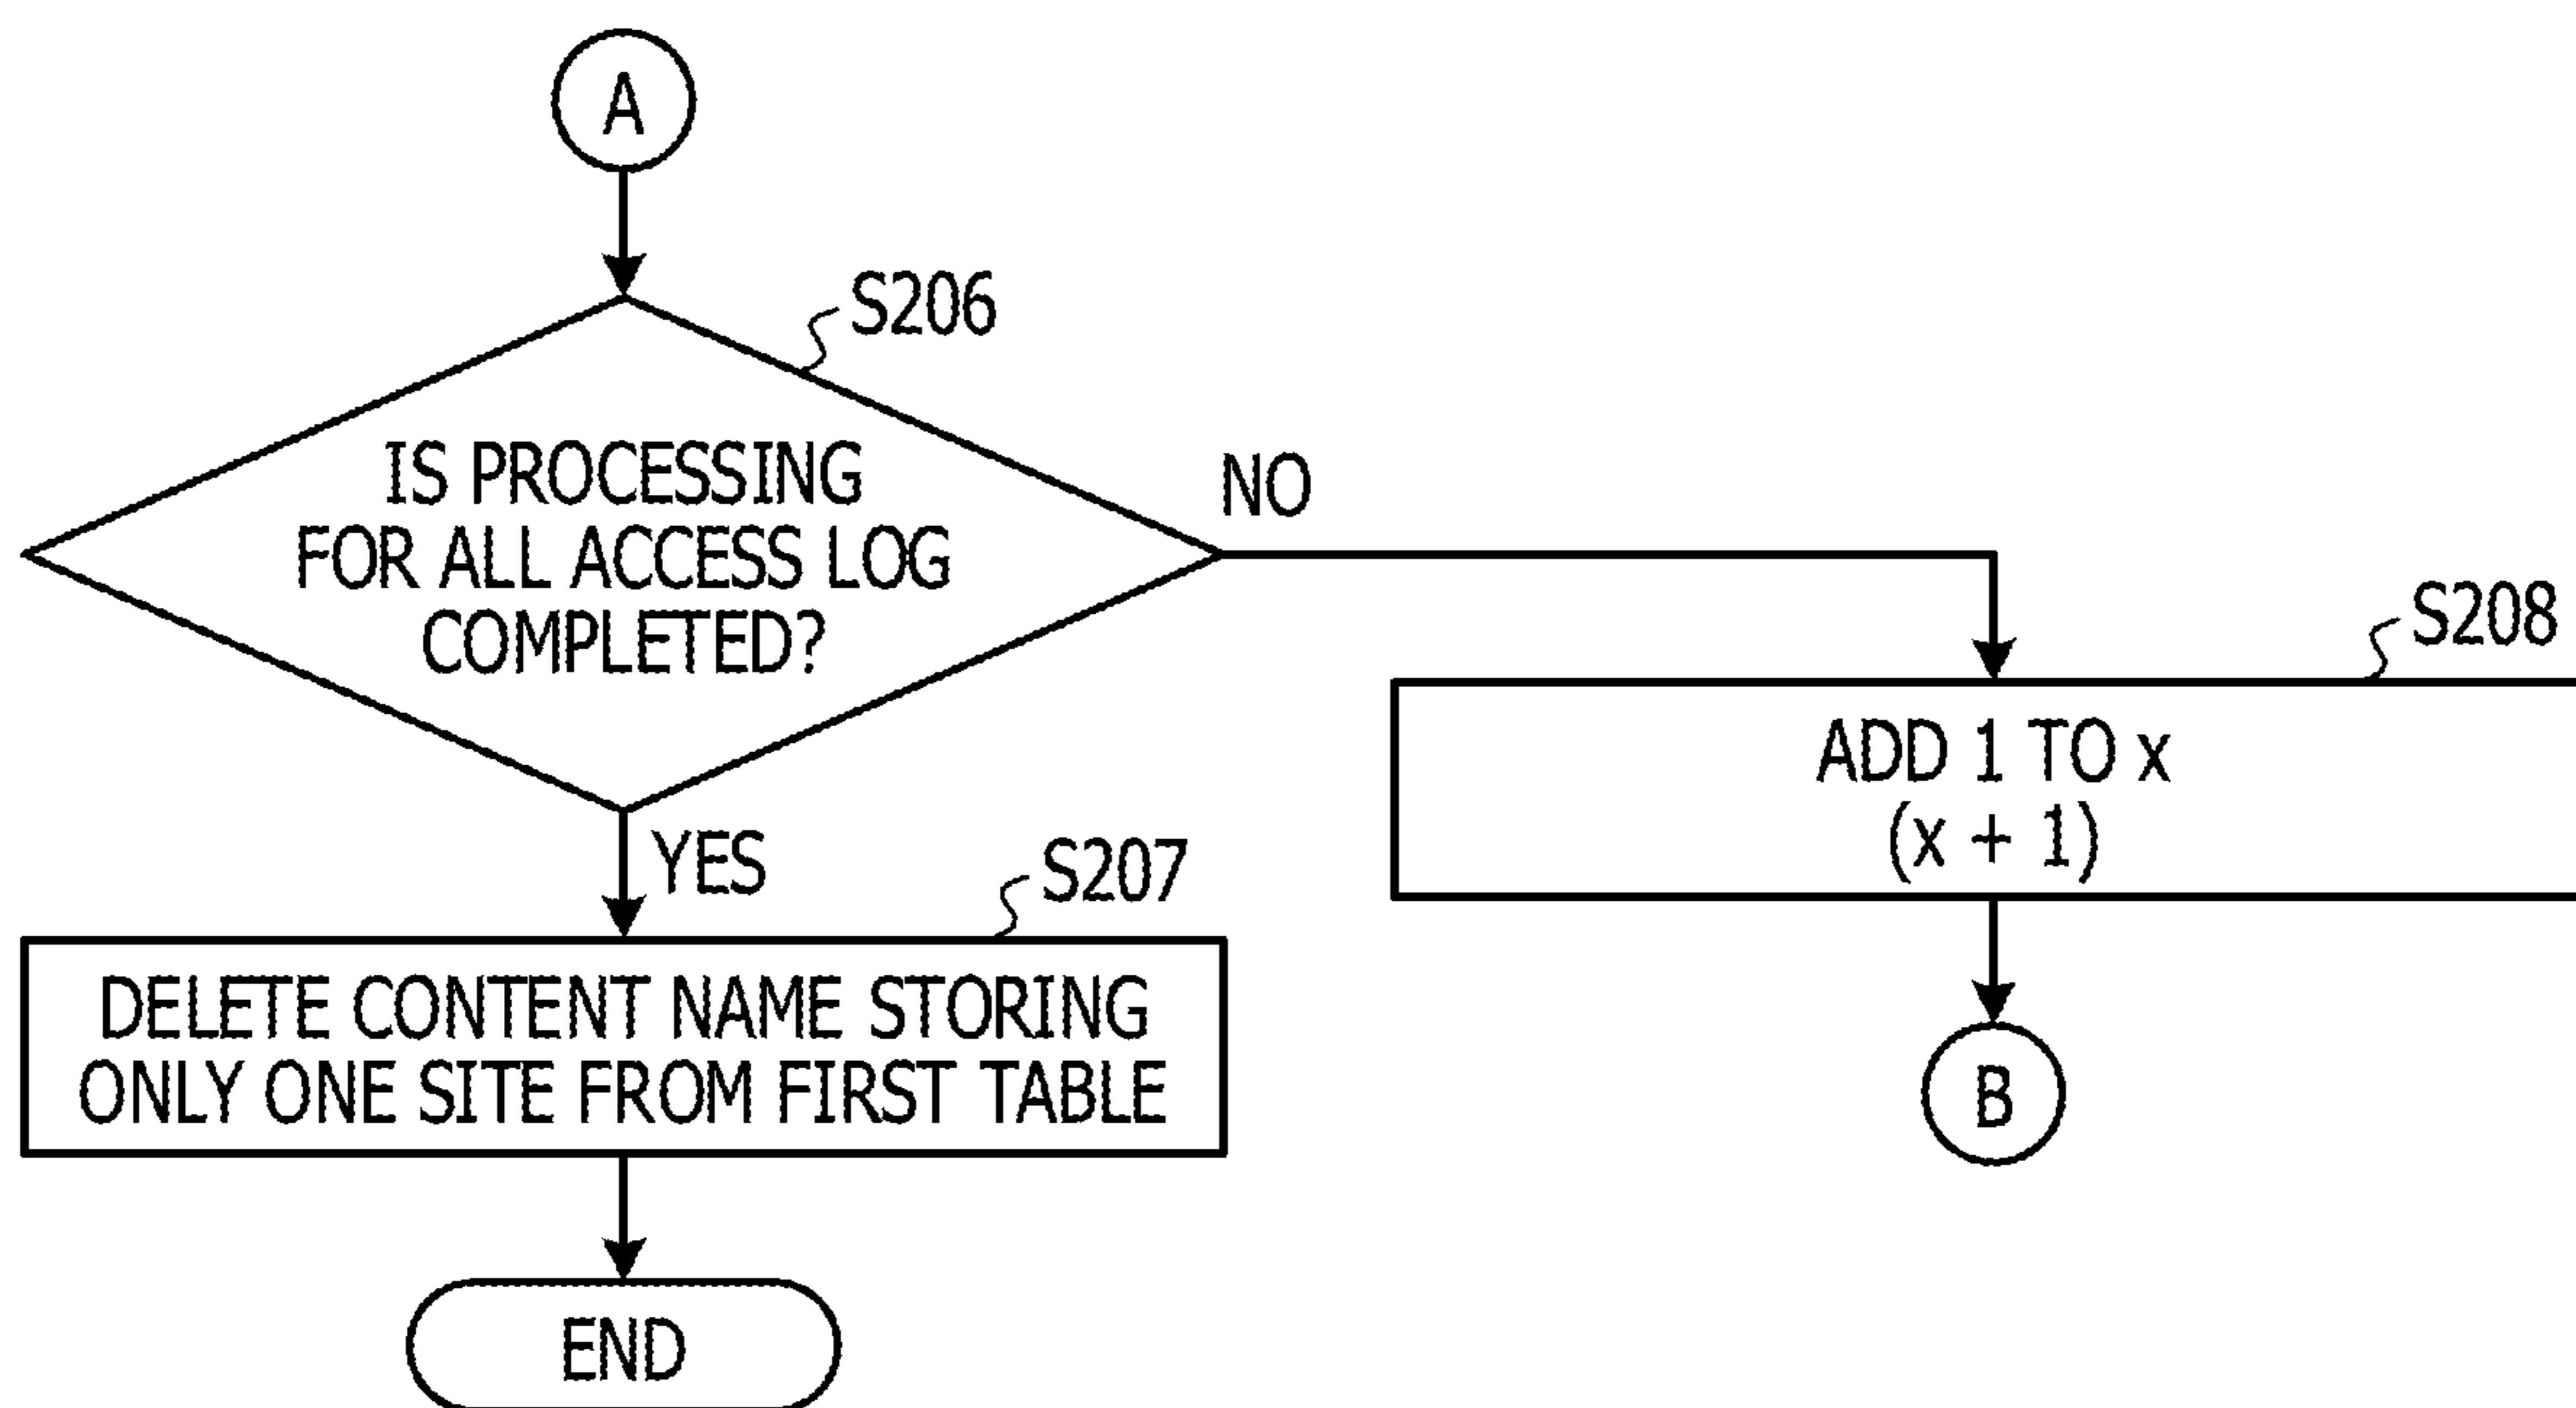 A
S206
IS PROCESSING
FOR ALL ACCESS LOG
COMPLETED?
NO
YES
S207
DELETE CONTENT NAME STORING
ONLY ONE SITE FROM FIRST TABLE
END
S208
ADD 1 TO x
(x + 1)
B